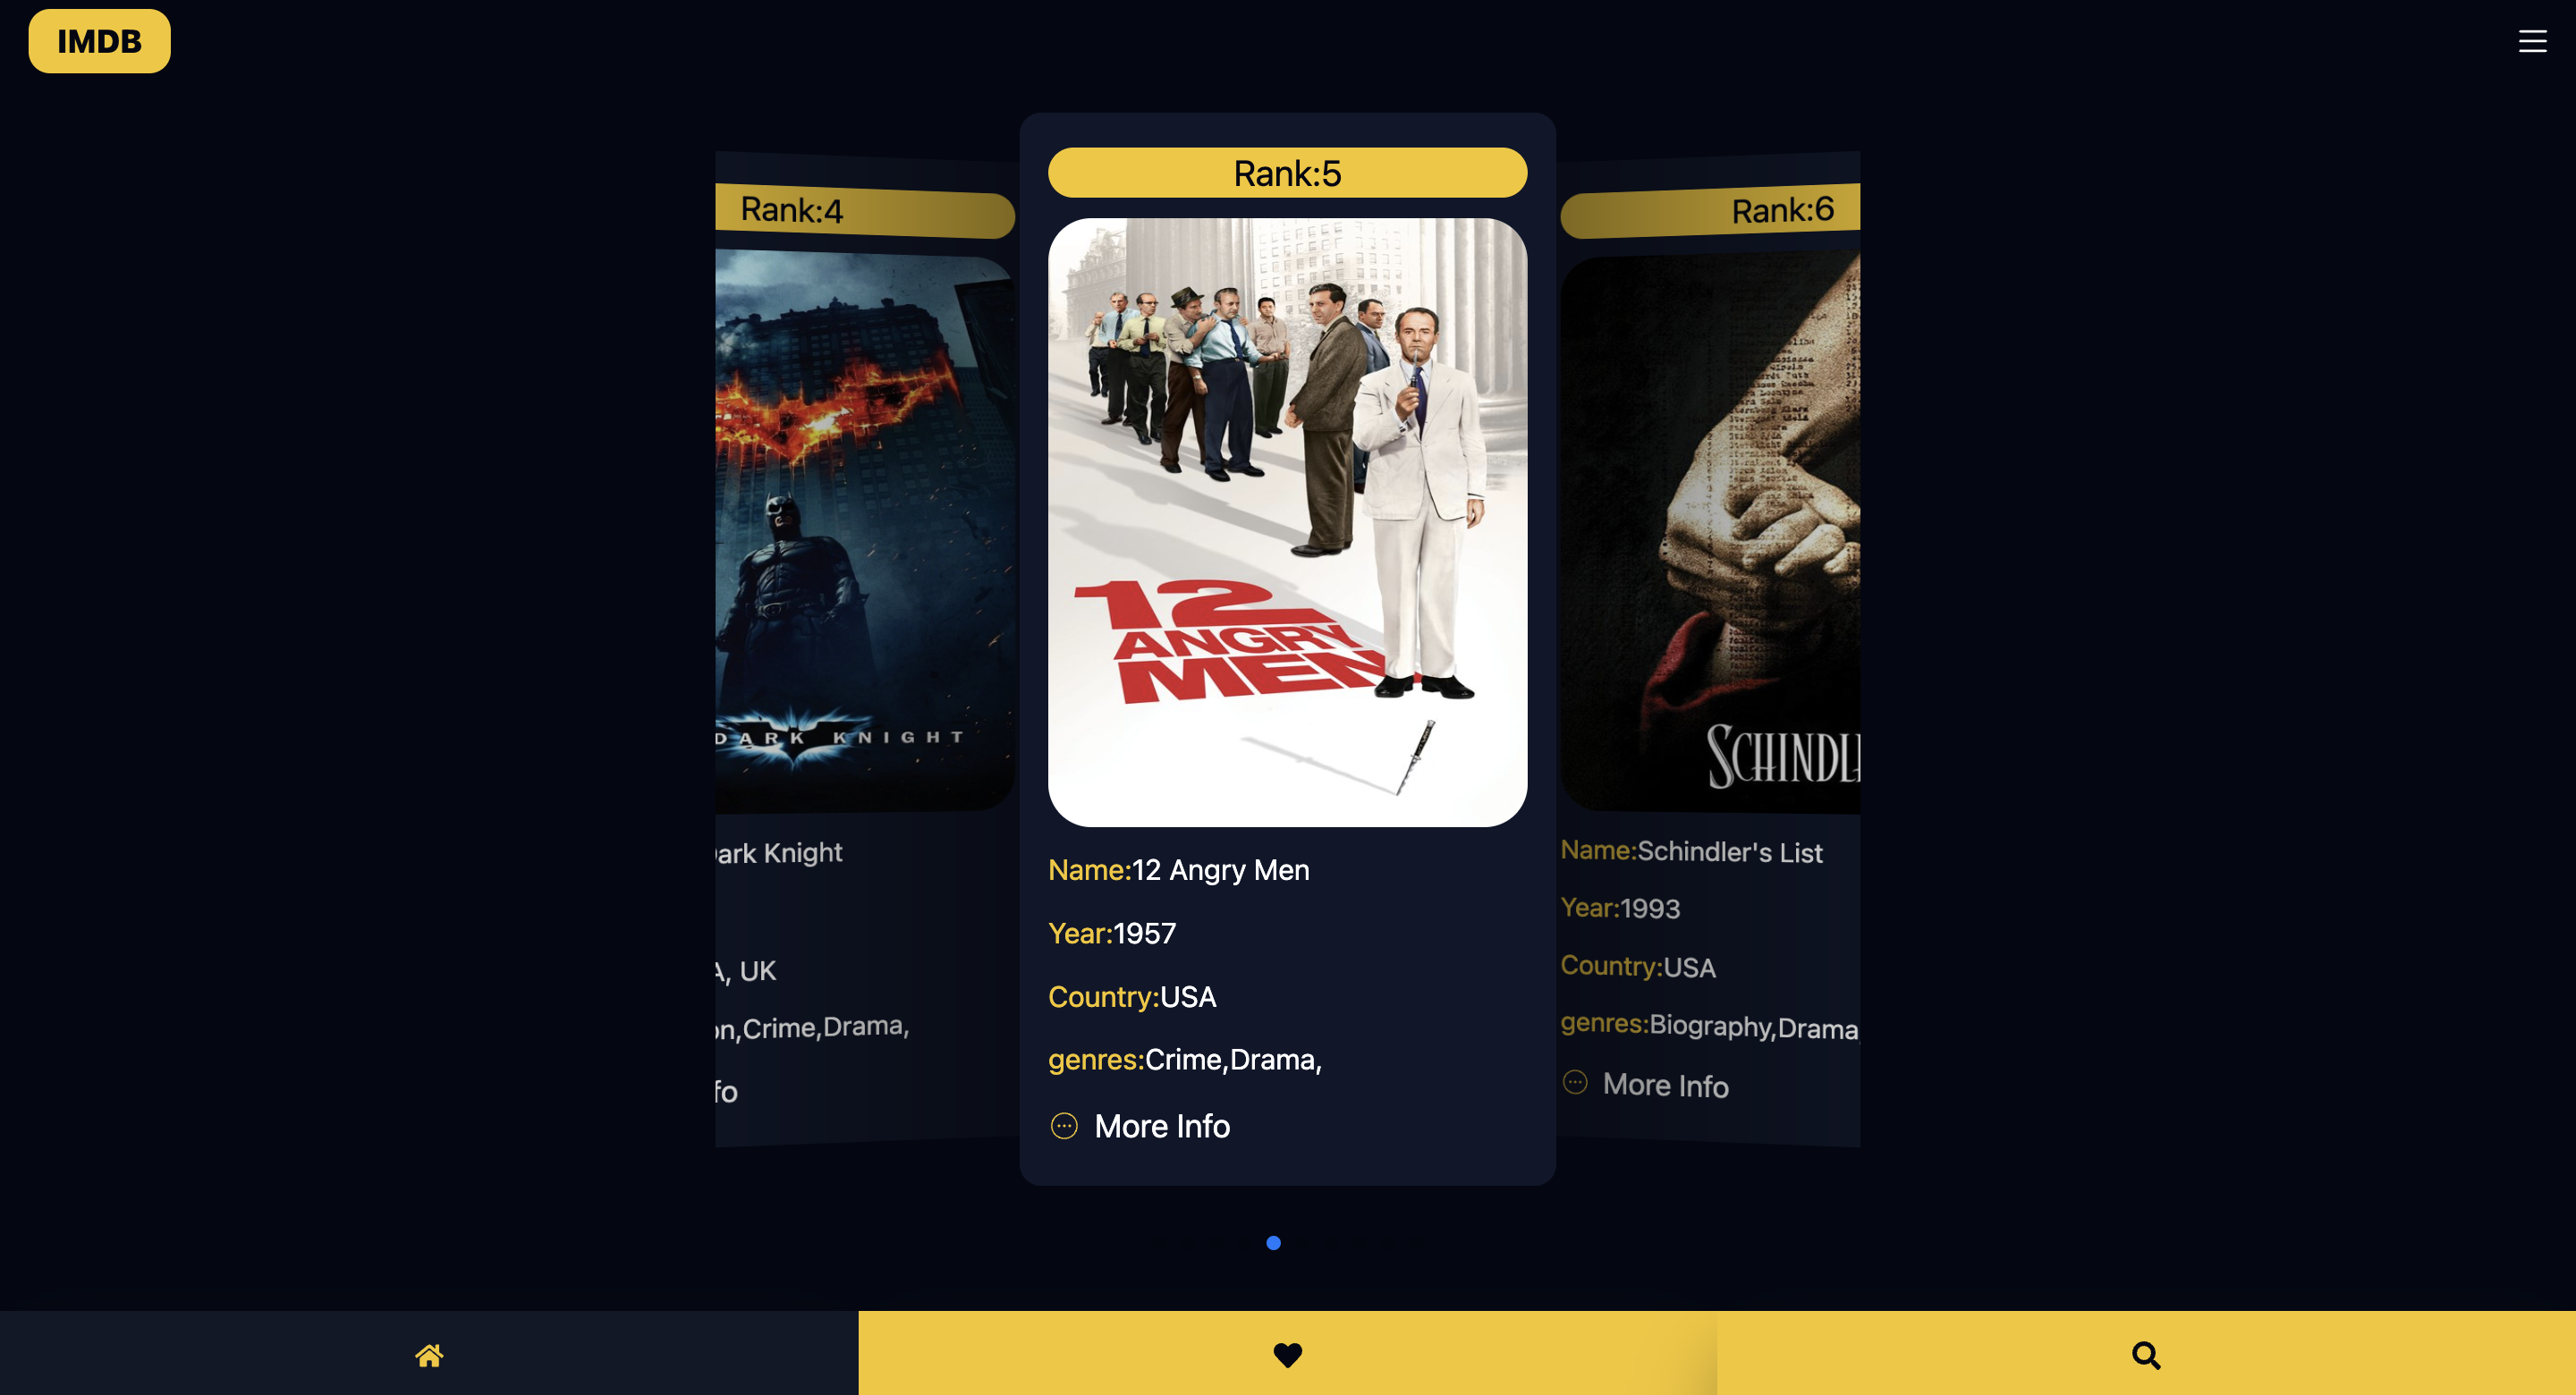 IMDB
Rank:4
DARK KNIGHT
Dark Knight
A, UK
on,Crime,Drama,
fo
Rank:5
12
ANGRY
MEN
Name:12 Angry Men
Year:1957
Country:USA
genres:Crime,Drama,
More Info
Rank:6
SCHINDL
Name:Schindler's List
Year:1993
Country:USA
genres:Biography,Drama,
More Info